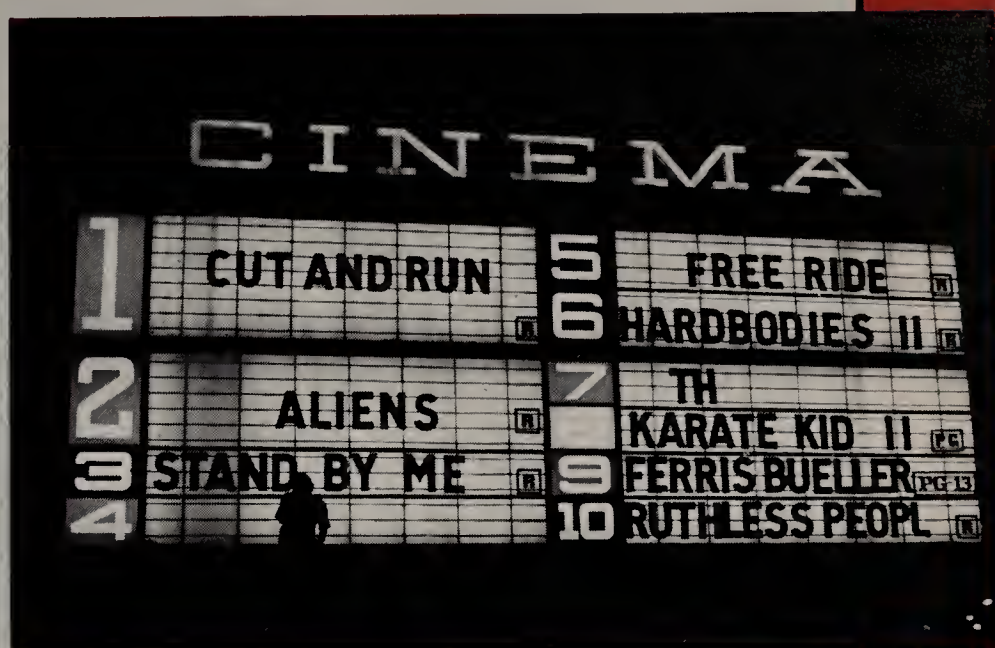 CINEMA
1 CUT AND RUN R
2 ALIENS R
3 STAND BY ME R
4
5 FREE RIDE R
6 HARDBODIES II R
7 TH
KARATE KID II PG
9 FERRIS BUELLER PG-13
10 RUTHLESS PEOPL R